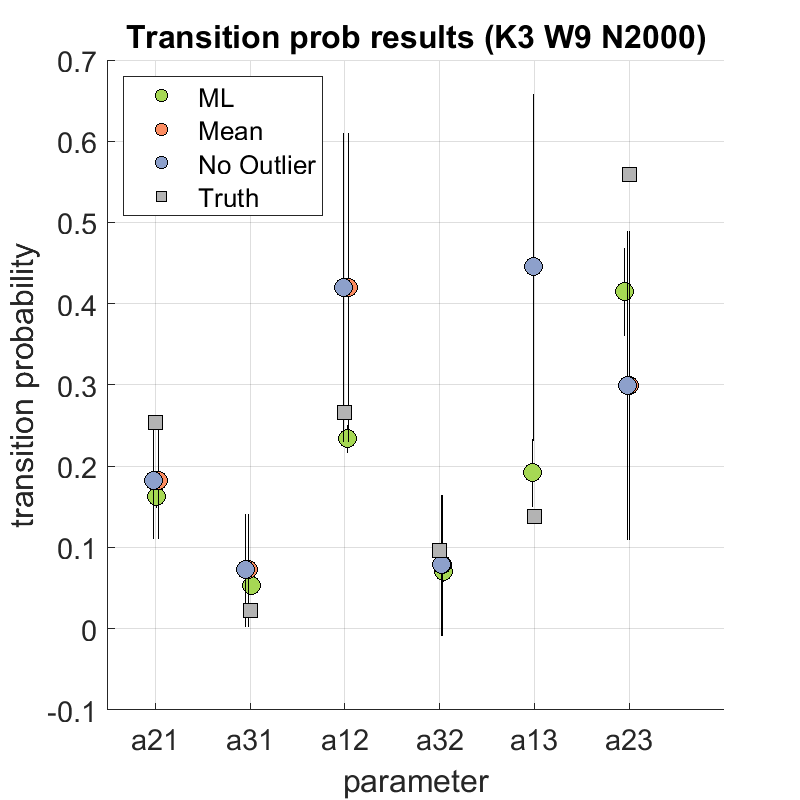 Transition prob results (K3 W9 N2000)
ML
Mean
No Outlier
Truth
transition probability
0.7
0.6
0.5
0.4
0.3
0.2
0.1
0
-0.1
a21 a31 a12 a32 a13 a23
parameter